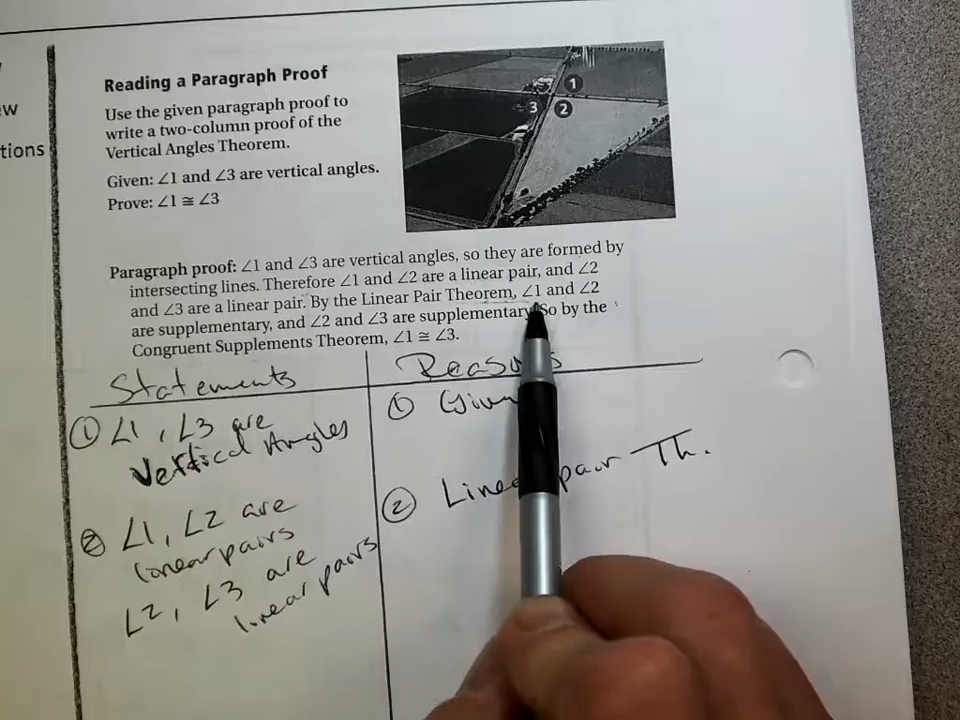 ew
tions
Reading a Paragraph Proof
Use the given paragraph proof to
write a two-column proof of the
Vertical Angles Theorem.
Given: ∠1 and ∠3 are vertical angles.
Prove: ∠1 ≅ ∠3
1
3 2
Paragraph proof: ∠1 and ∠3 are vertical angles, so they are formed by
intersecting lines. Therefore ∠1 and ∠2 are a linear pair, and ∠2
and ∠3 are a linear pair. By the Linear Pair Theorem, ∠1 and ∠2
are supplementary, and ∠2 and ∠3 are supplementary. So by the
Congruent Supplements Theorem, ∠1 ≅ ∠3.
Statements Reasons
① ∠1, ∠3 are ① Given
Vertical Angles
② ∠1, ∠2 are ② Linear pair Th.
linear pairs
∠2, ∠3 are
linear pairs